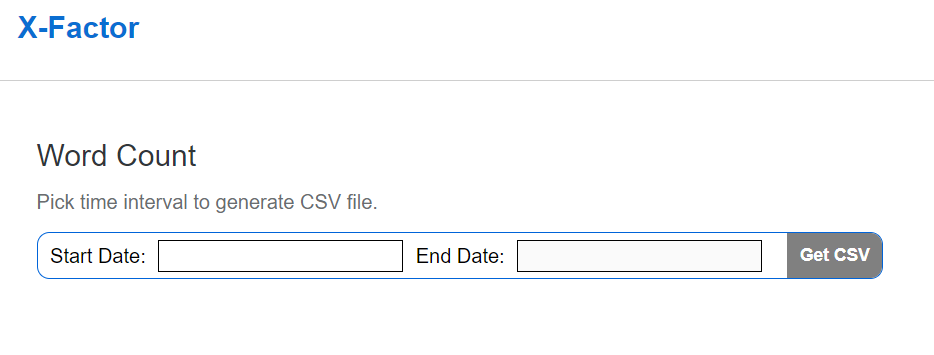 X-Factor
Word Count
Pick time interval to generate CSV file.
Start Date: End Date: Get CSV